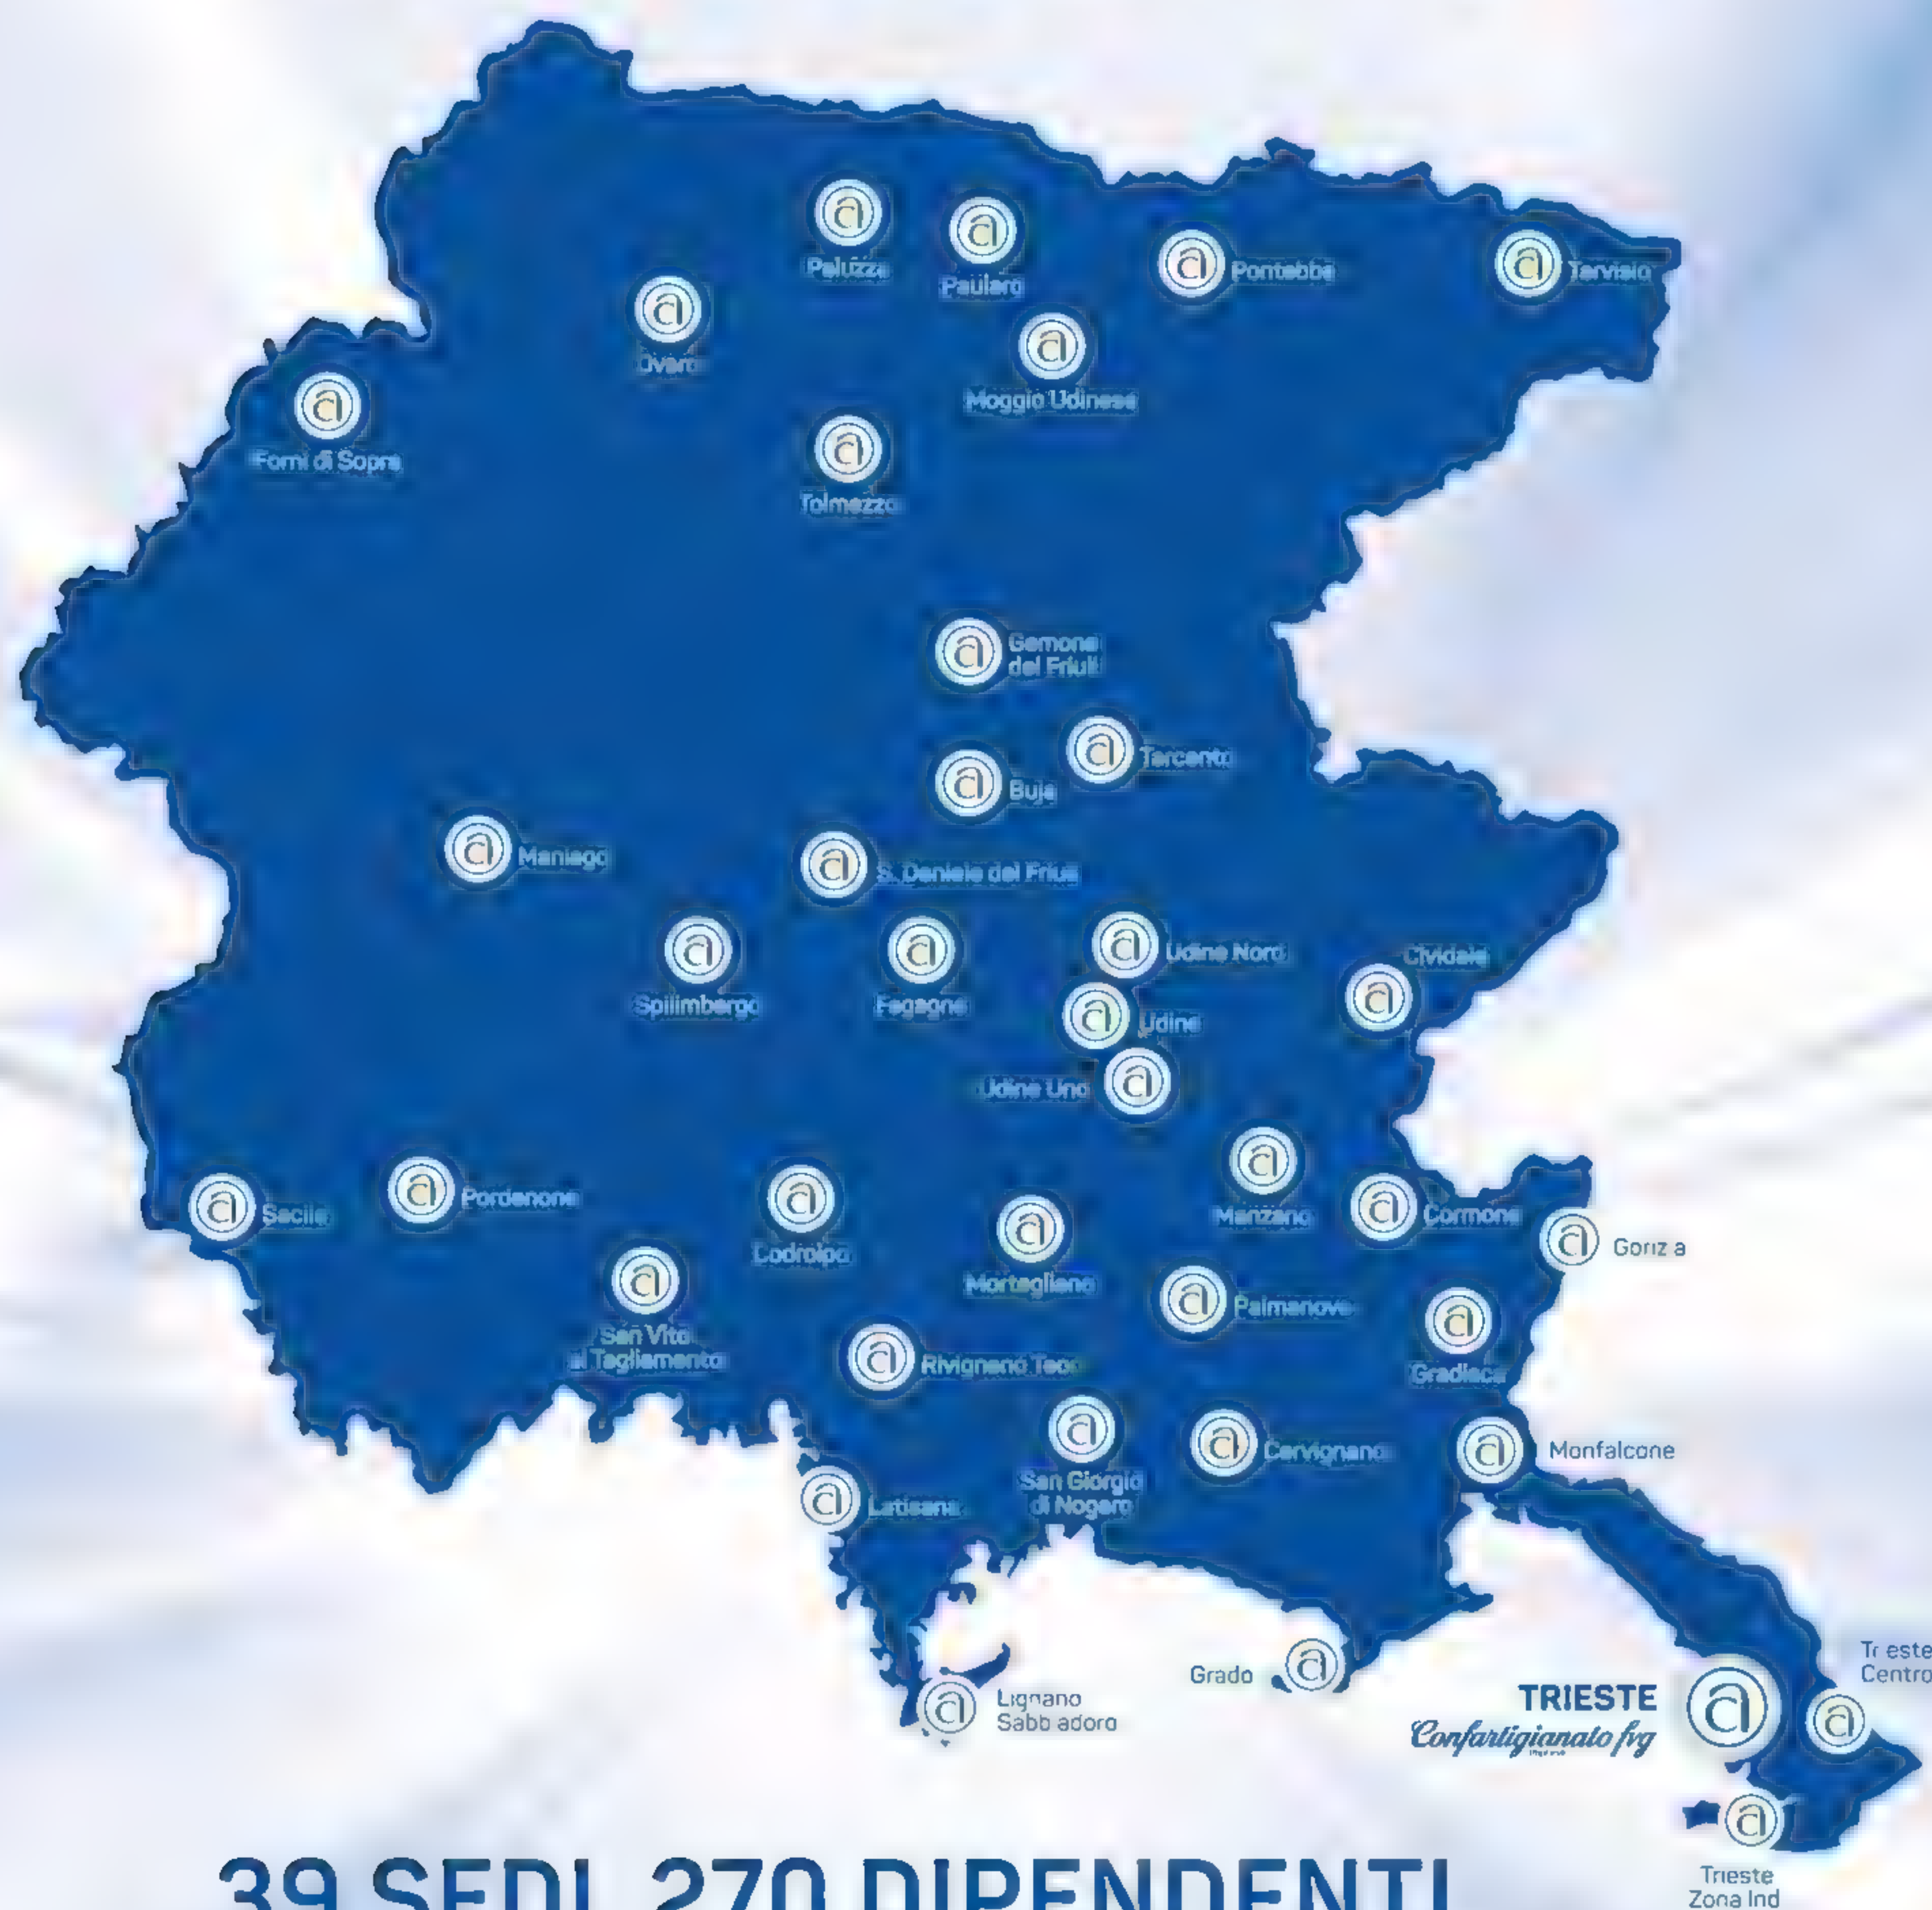 Paluzza
Paularo
Pontebba
Tarvisio
Ovaro
Moggio Udinese
Forni di Sopra
Tolmezzo
Gemona
del Friuli
Tarcento
Buja
Maniago
S. Daniele del Friuli
Udine Nord
Cividale
Spilimbergo
Fagagna
Udine
Udine Uno
Sacile
Pordenone
Manzano
Cormons
Codroipo
Gorizia
Mortegliano
Palmanova
San Vito
al Tagliamento
Rivignano Teor
Gradisca
San Giorgio
di Nogaro
Cervignano
Monfalcone
Latisana
Grado
Lignano
Sabbiadoro
TRIESTE
Confartigianato fvg
Trieste
Centro
Trieste
Zona Ind
39 SEDI, 270 DIPENDENTI